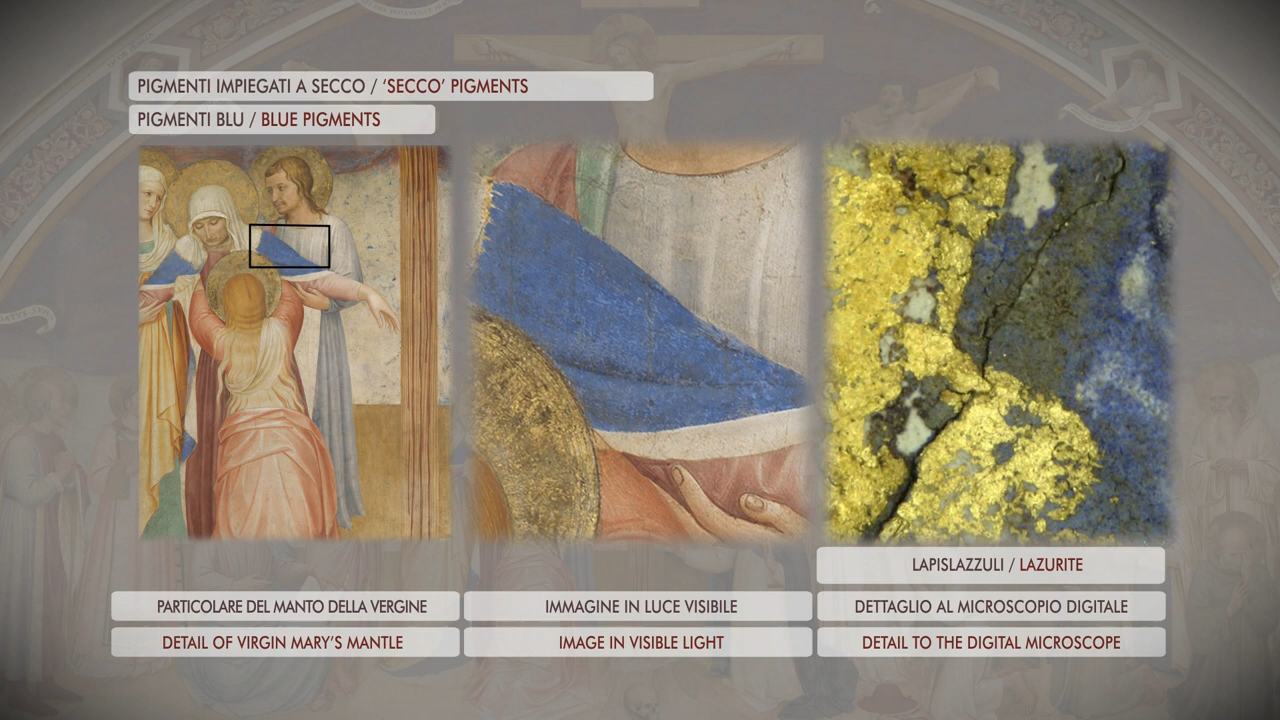 PIGMENTI IMPIEGATI A SECCO / ‘SECCO’ PIGMENTS
PIGMENTI BLU / BLUE PIGMENTS
LAPISLAZZULI / LAZURITE
PARTICOLARE DEL MANTO DELLA VERGINE
IMMAGINE IN LUCE VISIBILE
DETTAGLIO AL MICROSCOPIO DIGITALE
DETAIL OF VIRGIN MARY’S MANTLE
IMAGE IN VISIBLE LIGHT
DETAIL TO THE DIGITAL MICROSCOPE